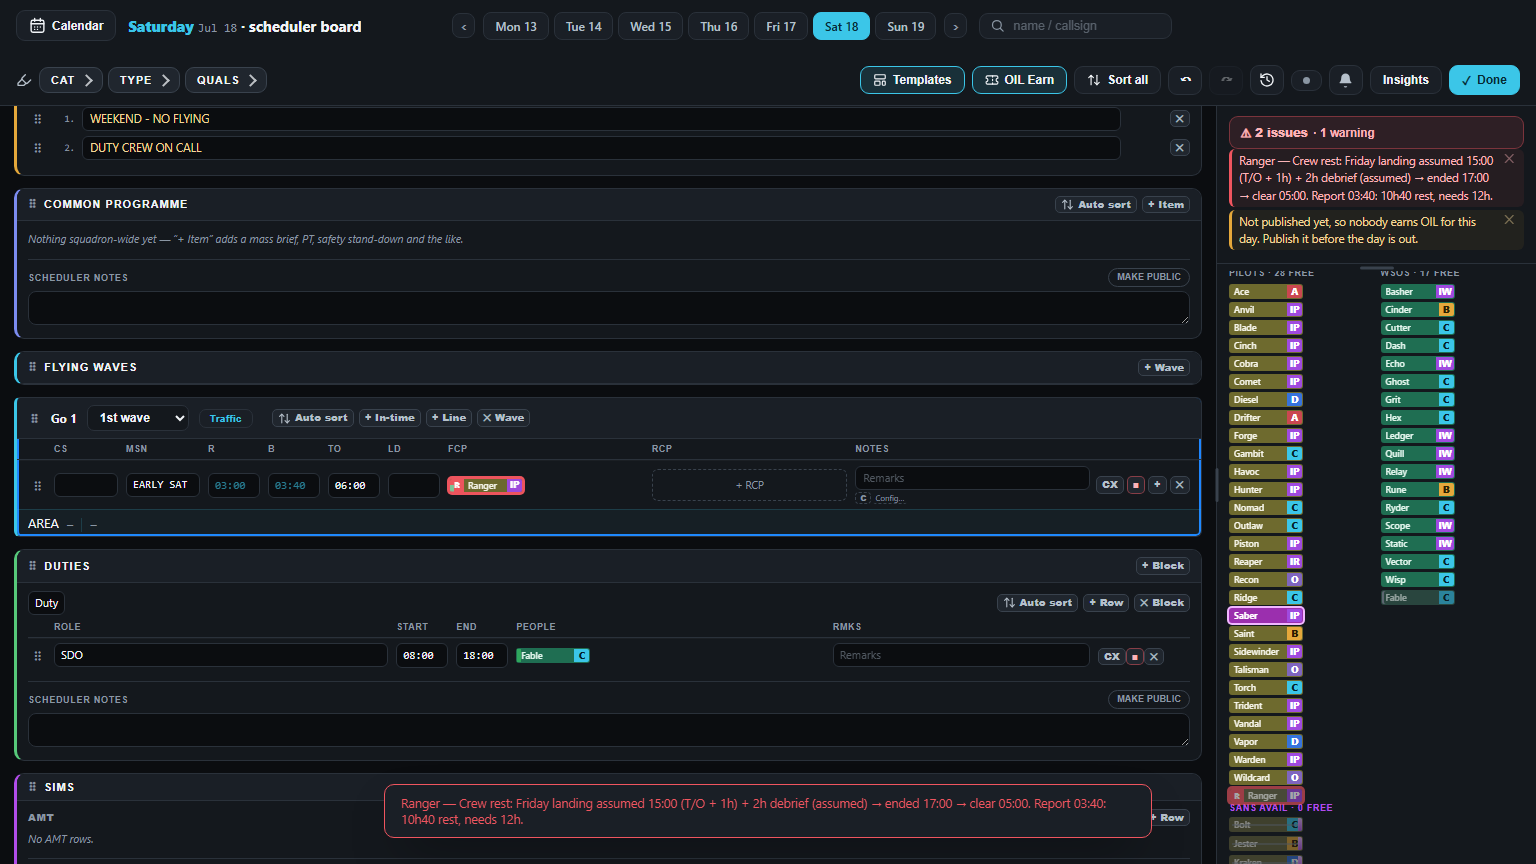 Calendar
Saturday Jul 18 · scheduler board
Mon 13
Tue 14
Wed 15
Thu 16
Fri 17
Sat 18
Sun 19
name / callsign
CAT
TYPE
QUALS
Templates
OIL Earn
Sort all
Insights
✓ Done
1. WEEKEND - NO FLYING
2. DUTY CREW ON CALL
COMMON PROGRAMME
Auto sort
+ Item
Nothing squadron-wide yet — "+ Item" adds a mass brief, PT, safety stand-down and the like.
SCHEDULER NOTES
MAKE PUBLIC
FLYING WAVES
+ Wave
Go 1
1st wave
Traffic
Auto sort
+ In-time
+ Line
✕ Wave
CS MSN R B TO LD FCP RCP NOTES
EARLY SAT
03:00
03:40
06:00
R Ranger IP
+ RCP
Remarks
CX
C Config...
AREA – –
DUTIES
+ Block
Duty
Auto sort
+ Row
✕ Block
ROLE START END PEOPLE RMKS
SDO
08:00
18:00
Fable C
Remarks
CX
SCHEDULER NOTES
MAKE PUBLIC
SIMS
AMT
+ Row
No AMT rows.
Ranger — Crew rest: Friday landing assumed 15:00 (T/O + 1h) + 2h debrief (assumed) → ended 17:00 → clear 05:00. Report 03:40:
10h40 rest, needs 12h.
⚠ 2 issues · 1 warning
Ranger — Crew rest: Friday landing assumed 15:00
(T/O + 1h) + 2h debrief (assumed) → ended 17:00
→ clear 05:00. Report 03:40: 10h40 rest, needs 12h.
Not published yet, so nobody earns OIL for this
day. Publish it before the day is out.
PILOTS · 28 FREE
Ace A
Anvil IP
Blade IP
Cinch IP
Cobra IP
Comet IP
Diesel D
Drifter A
Forge IP
Gambit C
Havoc IP
Hunter IP
Nomad C
Outlaw C
Piston IP
Reaper IR
Recon O
Ridge C
Saber IP
Saint B
Sidewinder IP
Talisman O
Torch C
Trident IP
Vandal IP
Vapor D
Warden IP
Wildcard O
R Ranger IP
WSOS · 17 FREE
Basher IW
Cinder B
Cutter C
Dash C
Echo IW
Ghost C
Grit C
Hex C
Ledger IW
Quill IW
Relay IW
Rune B
Ryder C
Scope IW
Static IW
Vector C
Wisp C
Fable C
SANS AVAIL · 0 FREE
Bolt C
Jester B
Kraken D